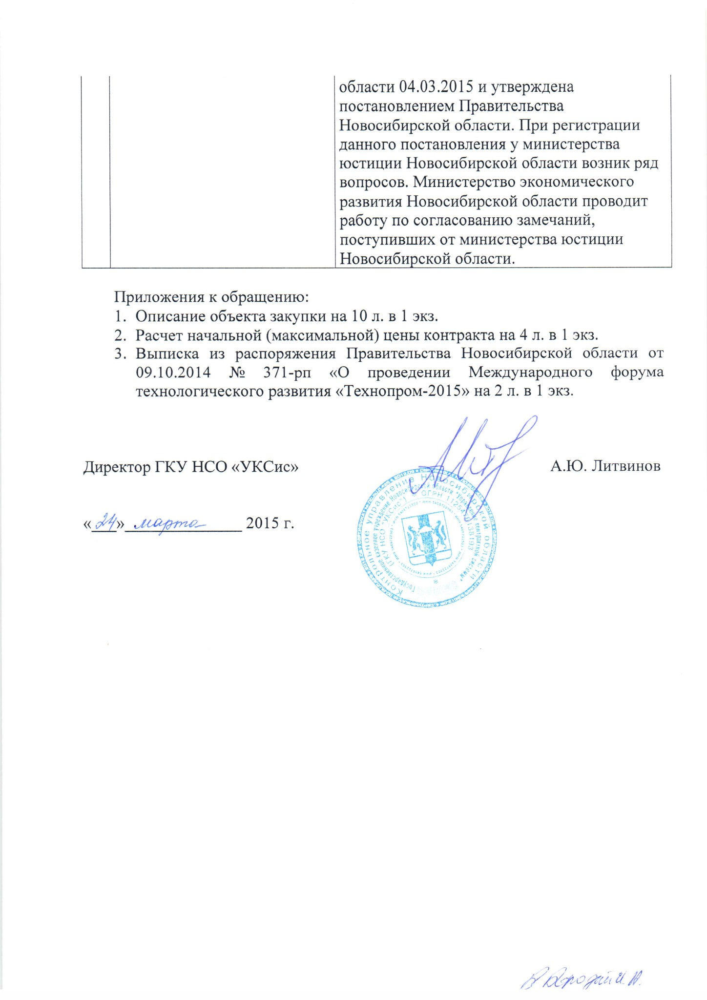 области 04.03.2015 и утверждена
постановлением Правительства
Новосибирской области. При регистрации
данного постановления у министерства
юстиции Новосибирской области возник ряд
вопросов. Министерство экономического
развития Новосибирской области проводит
работу по согласованию замечаний,
поступивших от министерства юстиции
Новосибирской области.
Приложения к обращению:
1. Описание объекта закупки на 10 л. в 1 экз.
2. Расчет начальной (максимальной) цены контракта на 4 л. в 1 экз.
3. Выписка из распоряжения Правительства Новосибирской области от
09.10.2014 № 371-рп «О проведении Международного форума
технологического развития «Технопром-2015» на 2 л. в 1 экз.
Директор ГКУ НСО «УКСис»
А.Ю. Литвинов
«24» марта 2015 г.
Контрольное управление Новосибирской области
Государственное казенное учреждение Новосибирской области "Управление контрактной системы"
(ГКУ НСО "УКСис") * ОГРН